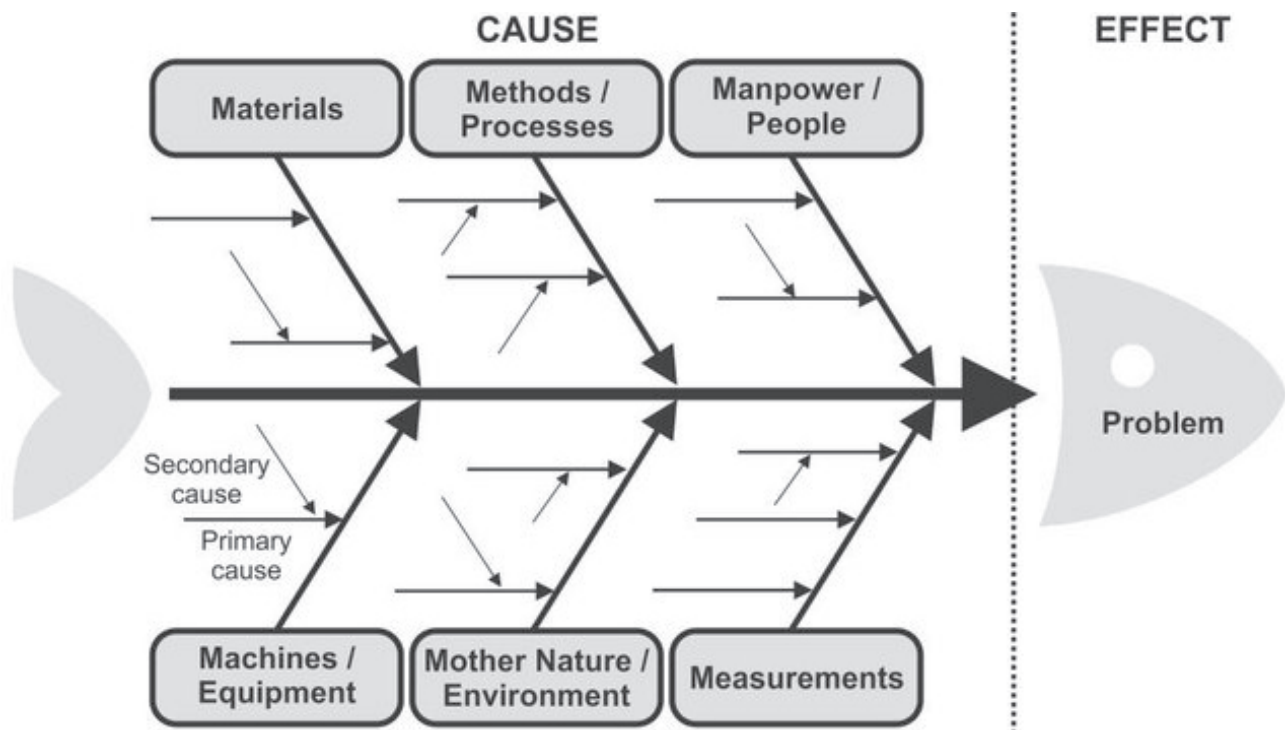 CAUSE
EFFECT
Materials
Methods /
Processes
Manpower /
People
Problem
Secondary
cause
Primary
cause
Machines /
Equipment
Mother Nature /
Environment
Measurements